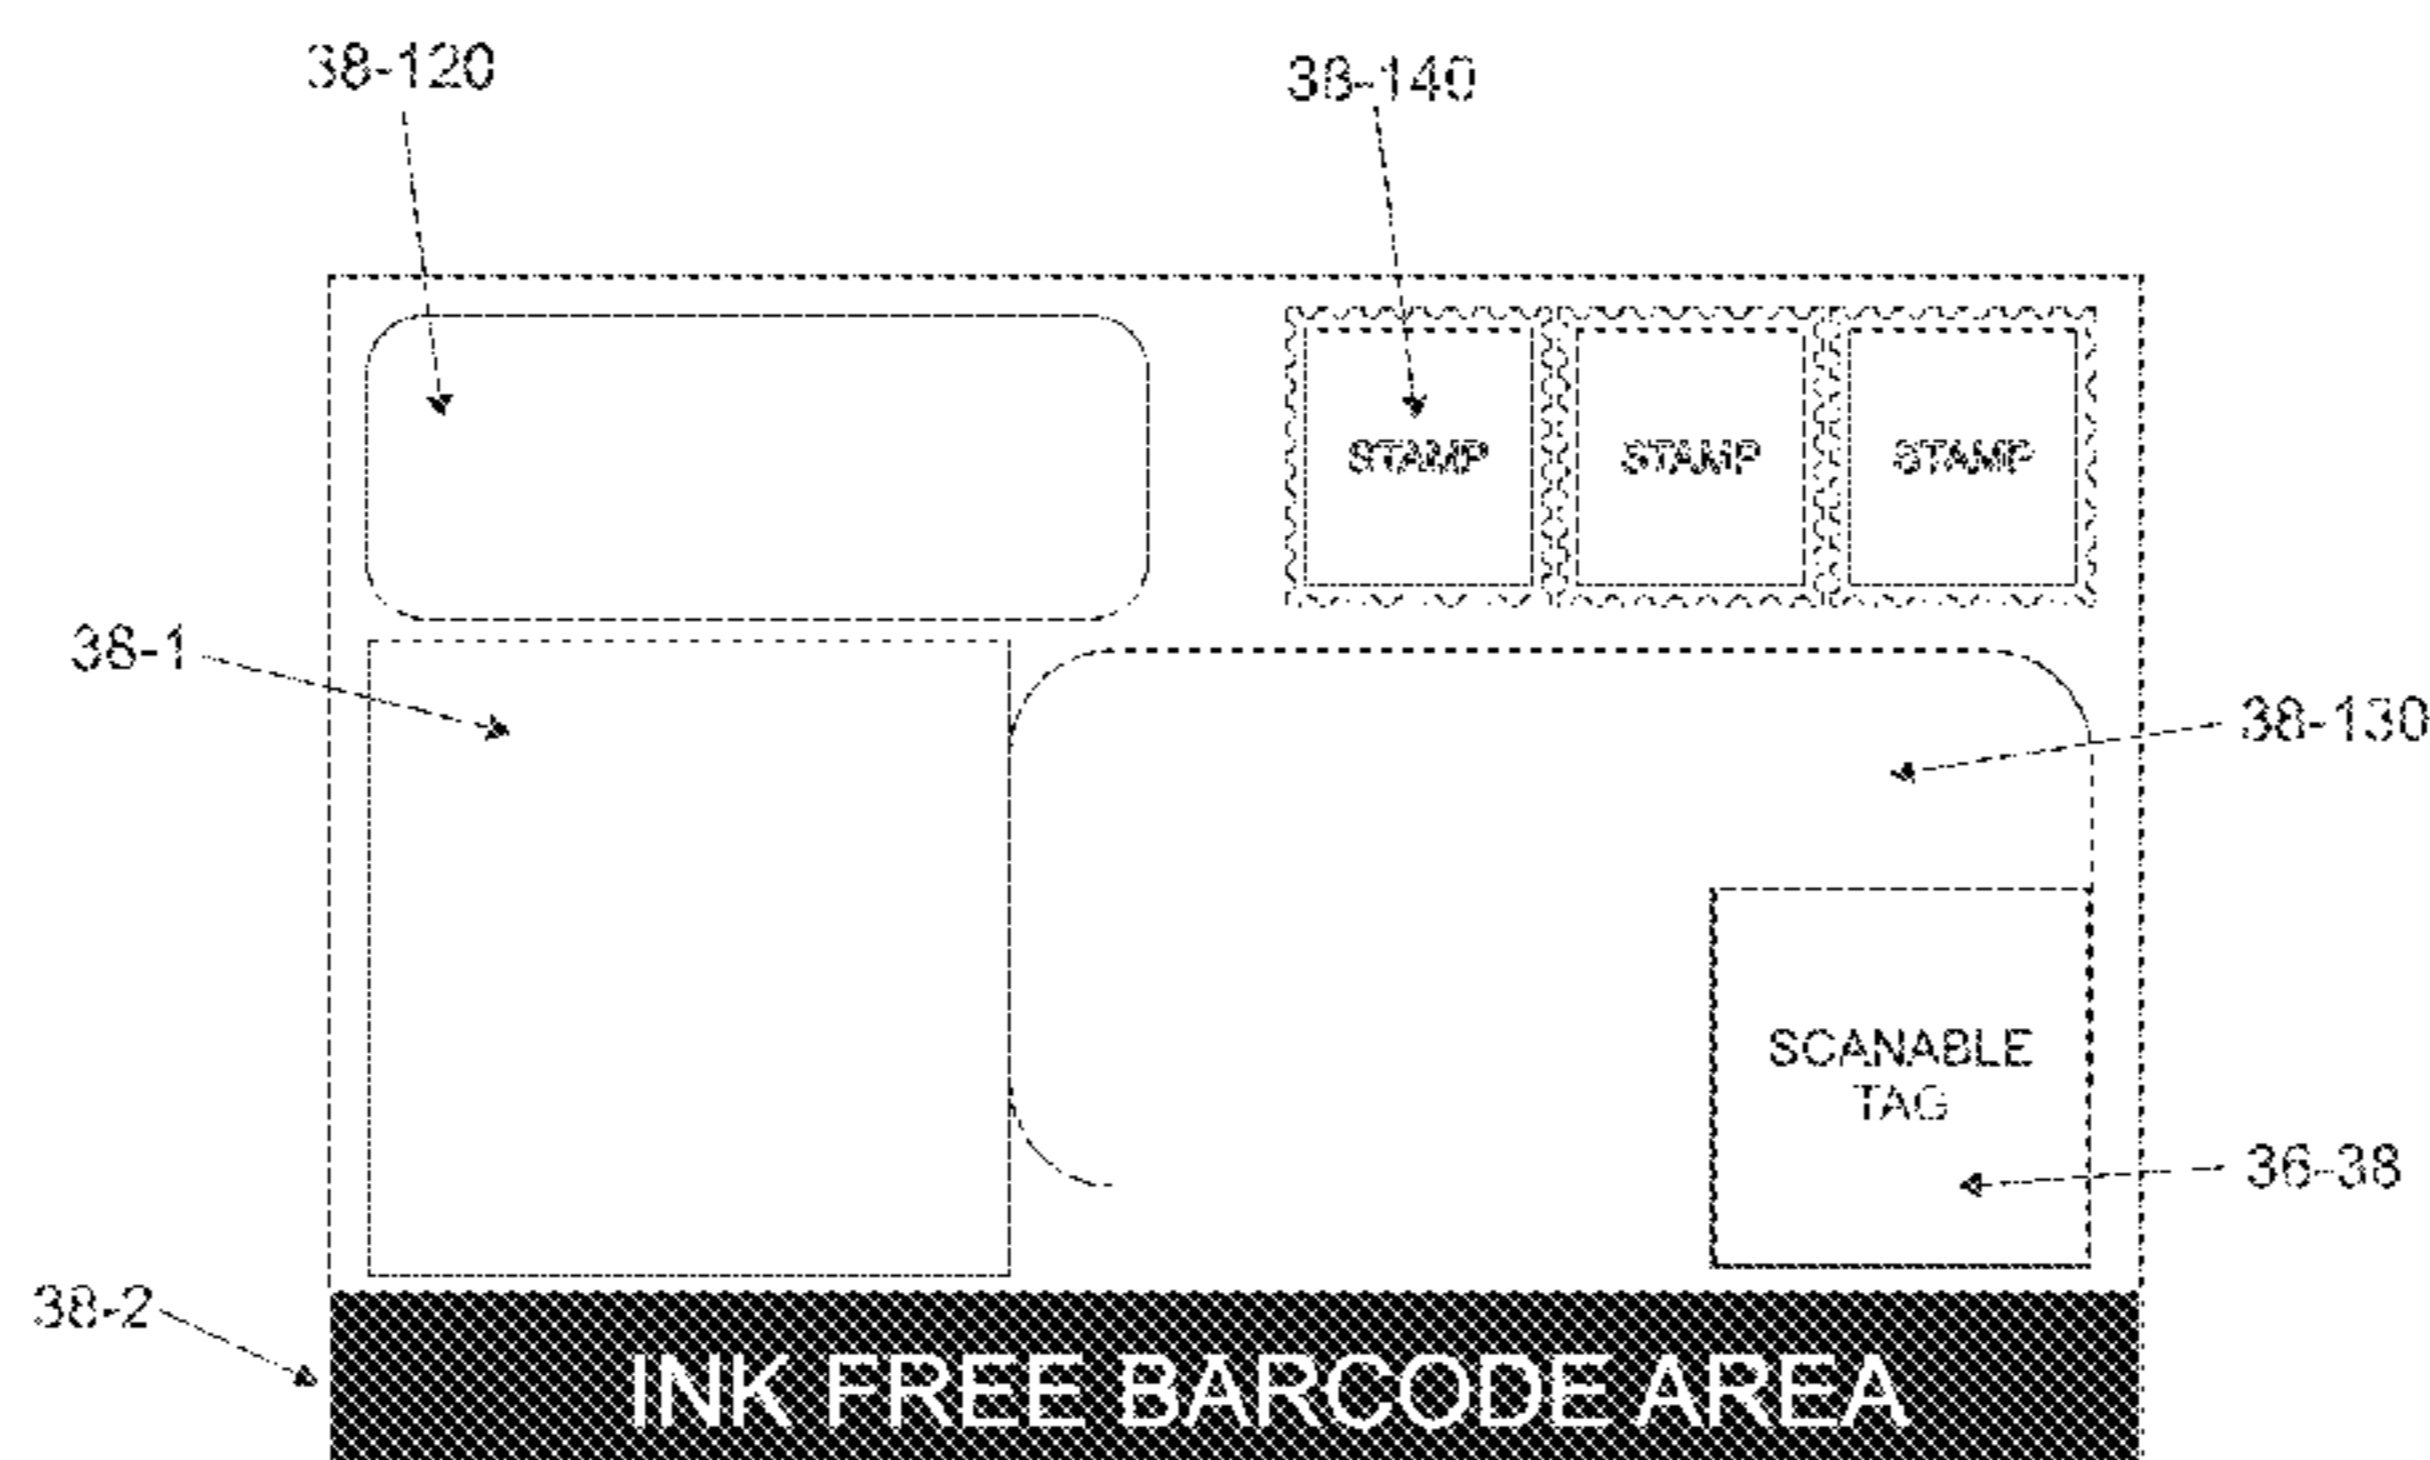 38-120
38-140
STAMP STAMP STAMP
38-1
38-130
SCANABLE
TAG
36-38
38-2
INK FREE BARCODE AREA